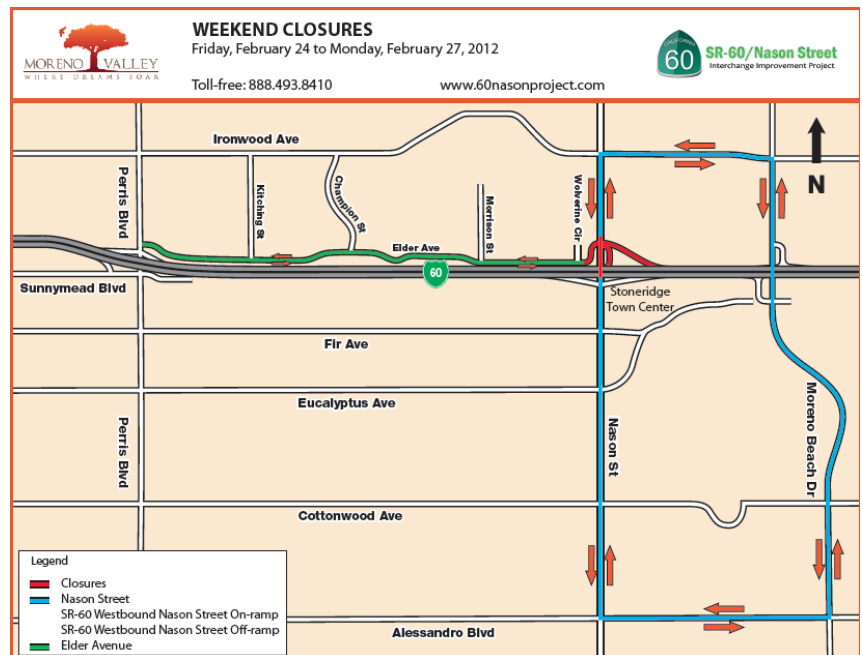 MORENO VALLEY
WHERE DREAMS SOAR
WEEKEND CLOSURES
Friday, February 24 to Monday, February 27, 2012
Toll-free: 888.493.8410
www.60nasonproject.com
CALIFORNIA
60
SR-60/Nason Street
Interchange Improvement Project
Ironwood Ave
Perris Blvd
Kitching St
Champion St
Morrison St
Wolverine Cir
N
Elder Ave
60
Sunnymead Blvd
Stoneridge
Town Center
Fir Ave
Eucalyptus Ave
Perris Blvd
Nason St
Moreno Beach Dr
Cottonwood Ave
Legend
Closures
Nason Street
SR-60 Westbound Nason Street On-ramp
SR-60 Westbound Nason Street Off-ramp
Elder Avenue
Alessandro Blvd